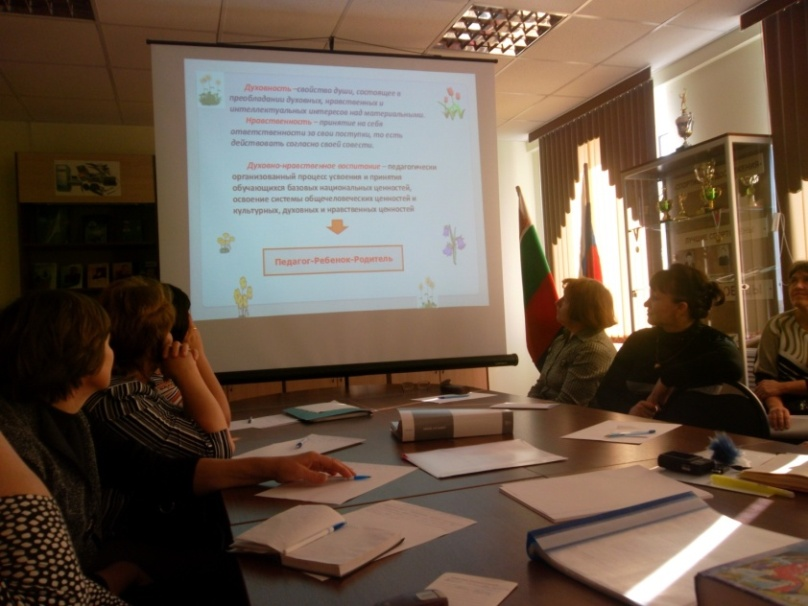 Духовность –свойство души, состоящее в
преобладании духовных, нравственных и
интеллектуальных интересов над материальными.
Нравственность – принятие на себя
ответственности за свои поступки, то есть
действовать согласно своей совести.
Духовно-нравственное воспитание – педагогически
организованный процесс усвоения и принятия
обучающихся базовых национальных ценностей,
освоение системы общечеловеческих ценностей и
культурных, духовных и нравственных ценностей
Педагог-Ребенок-Родитель